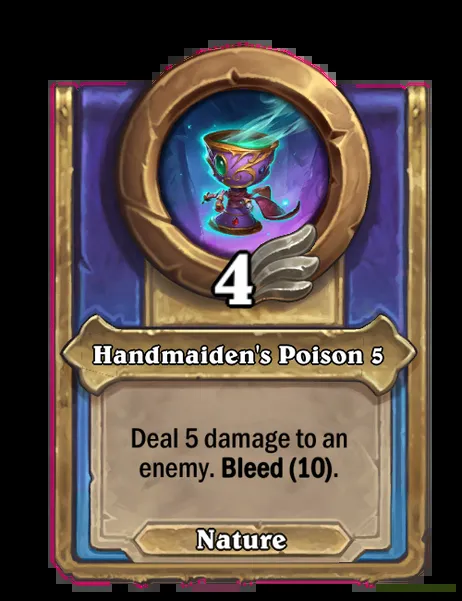 4
Handmaiden's Poison 5
Deal 5 damage to an
enemy. Bleed (10).
Nature